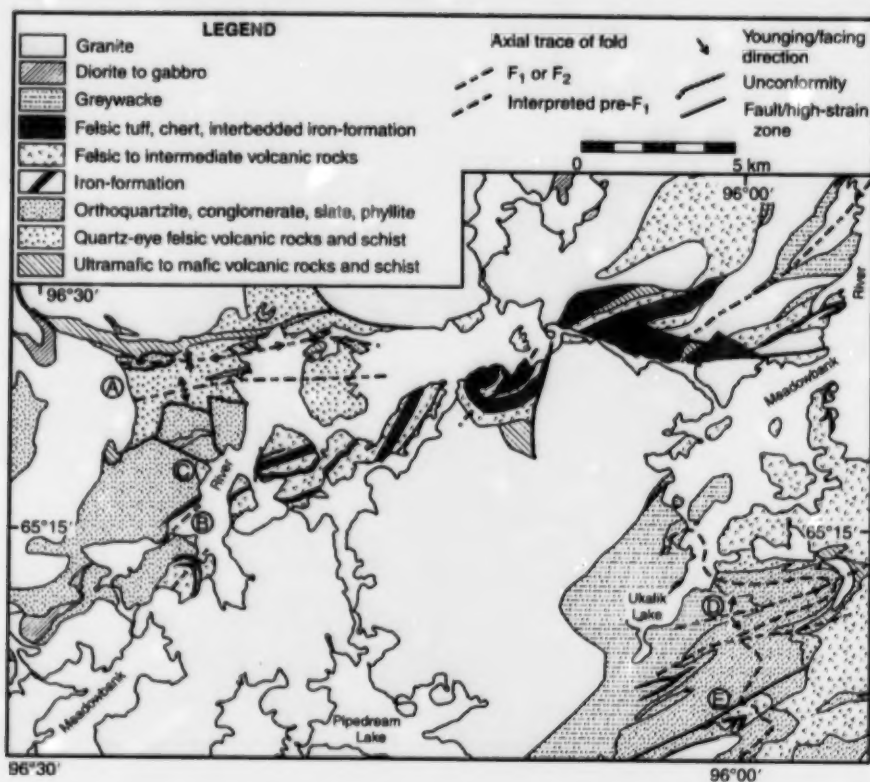 LEGEND
Granite
Diorite to gabbro
Greywacke
Felsic tuff, chert, interbedded iron-formation
Felsic to intermediate volcanic rocks
Iron-formation
Orthoquartzite, conglomerate, slate, phyllite
Quartz-eye felsic volcanic rocks and schist
Ultramafic to mafic volcanic rocks and schist
Axial trace of fold
F1 or F2
Interpreted pre-F1
Younging/facing
direction
Unconformity
Fault/high-strain
zone
0 5 km
96°00'
96°30'
River
Meadowbank
A
C
River
B
65°15'
65°15'
Ukalik
Lake
D
E
Meadowbank
Pipedream
Lake
96°30'
96°00'